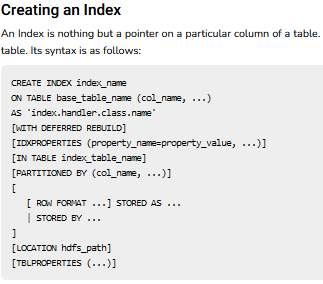 Creating an Index
An Index is nothing but a pointer on a particular column of a table.
table. Its syntax is as follows:
CREATE INDEX index_name
ON TABLE base_table_name (col_name, ...)
AS 'index.handler.class.name'
[WITH DEFERRED REBUILD]
[IDXPROPERTIES (property_name=property_value, ...)]
[IN TABLE index_table_name]
[PARTITIONED BY (col_name, ...)]
[
[ ROW FORMAT ...] STORED AS ...
| STORED BY ...
]
[LOCATION hdfs_path]
[TBLPROPERTIES (...)]